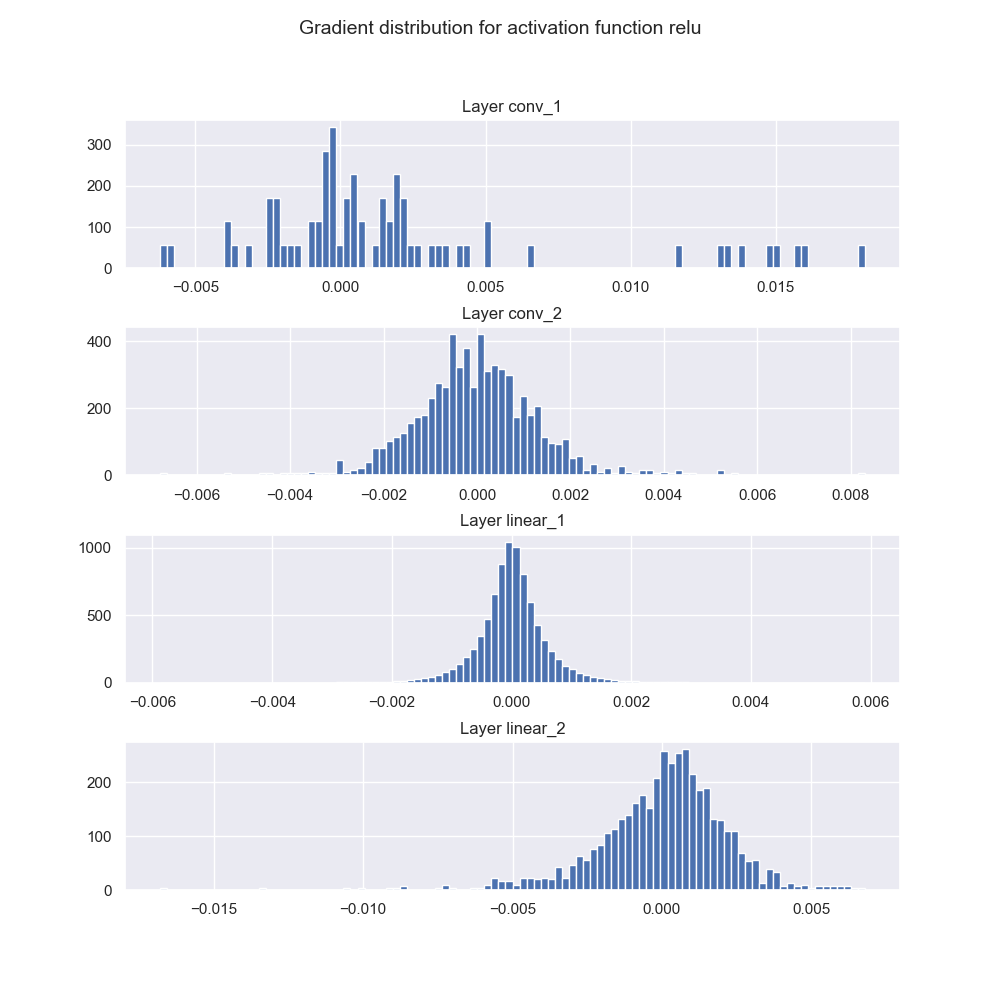 Gradient distribution for activation function relu
Layer conv_1
300
200
100
0
−0.005 0.000 0.005 0.010 0.015
Layer conv_2
400
200
0
−0.006 −0.004 −0.002 0.000 0.002 0.004 0.006 0.008
Layer linear_1
1000
500
0
−0.006 −0.004 −0.002 0.000 0.002 0.004 0.006
Layer linear_2
200
100
0
−0.015 −0.010 −0.005 0.000 0.005